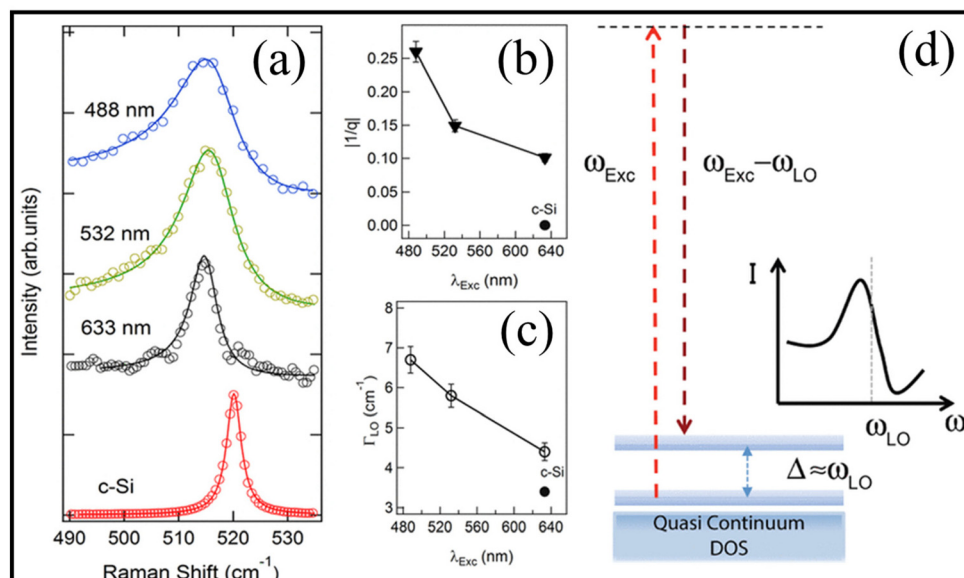 (a)
488 nm
532 nm
633 nm
c-Si
Intensity (arb.units)
490 500 510 520 530
Raman Shift (cm⁻¹)
(b)
|1/q|
0.25
0.20
0.15
0.10
0.05
0.00
c-Si
480 520 560 600 640
λExc (nm)
(c)
ΓLO (cm⁻¹)
8
7
6
5
4
3
c-Si
480 520 560 600 640
λExc (nm)
(d)
ωExc
ωExc−ωLO
I
ωLO
ω
Δ≈ωLO
Quasi Continuum
DOS